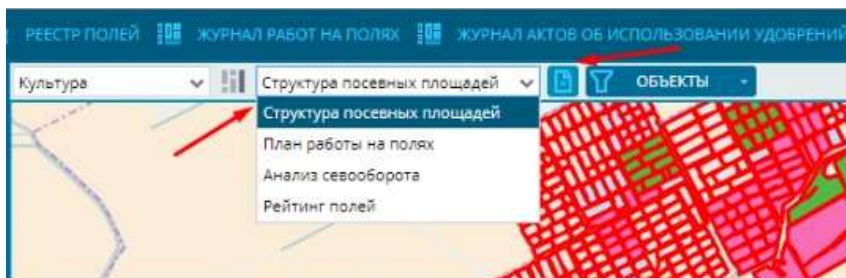 РЕЕСТР ПОЛЕЙ ЖУРНАЛ РАБОТ НА ПОЛЯХ ЖУРНАЛ АКТОВ ОБ ИСПОЛЬЗОВАНИИ УДОБРЕНИЙ
Культура Структура посевных площадей ОБЪЕКТЫ
Структура посевных площадей
План работы на полях
Анализ севооборота
Рейтинг полей